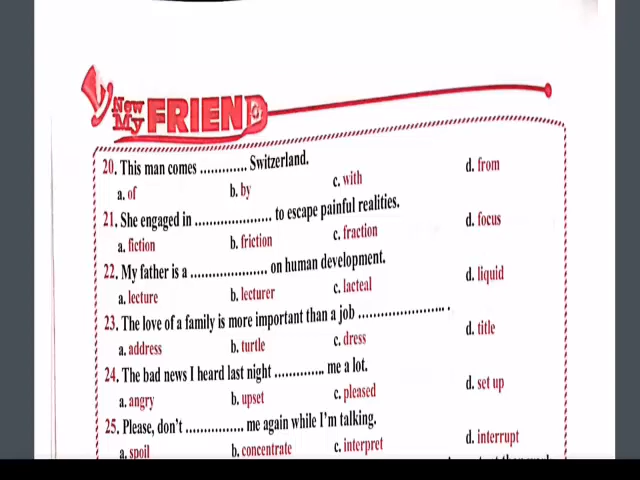 New
My FRIEND
20. This man comes ............. Switzerland.
a. of b. by c. with d. from
21. She engaged in ..................... to escape painful realities.
a. fiction b. friction c. fraction d. focus
22. My father is a ..................... on human development.
a. lecture b. lecturer c. lacteal d. liquid
23. The love of a family is more important than a job ......................... .
a. address b. turtle c. dress d. title
24. The bad news I heard last night ............. me a lot.
a. angry b. upset c. pleased d. set up
25. Please, don't ................ me again while I'm talking.
a. spoil b. concentrate c. interpret d. interrupt